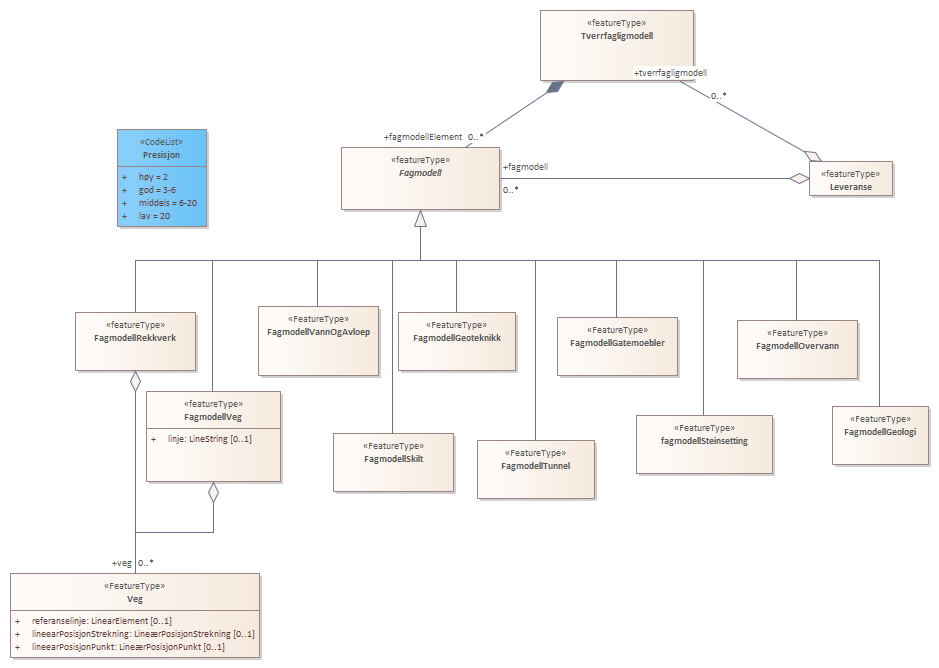 «featureType»
Tverrfagligmodell
+tverrfagligmodell
0..*
+fagmodellElement 0..*
«CodeList»
Presisjon
+ høy = 2
+ god = 3-6
+ middels = 6-20
+ lav = 20
«featureType»
Fagmodell
+fagmodell
0..*
«featureType»
Leveranse
«featureType»
FagmodellRekkverk
«FeatureType»
FagmodellVannOgAvloep
«FeatureType»
FagmodellGeoteknikk
«FeatureType»
FagmodellGatemoebler
«FeatureType»
FagmodellOvervann
«featureType»
FagmodellVeg
+ linje: LineString [0..1]
«FeatureType»
FagmodellSkilt
«FeatureType»
FagmodellTunnel
«FeatureType»
fagmodellSteinsetting
«FeatureType»
FagmodellGeologi
+veg 0..*
«FeatureType»
Veg
+ referanselinje: LinearElement [0..1]
+ lineearPosisjonStrekning: LineærPosisjonStrekning [0..1]
+ lineearPosisjonPunkt: LineærPosisjonPunkt [0..1]